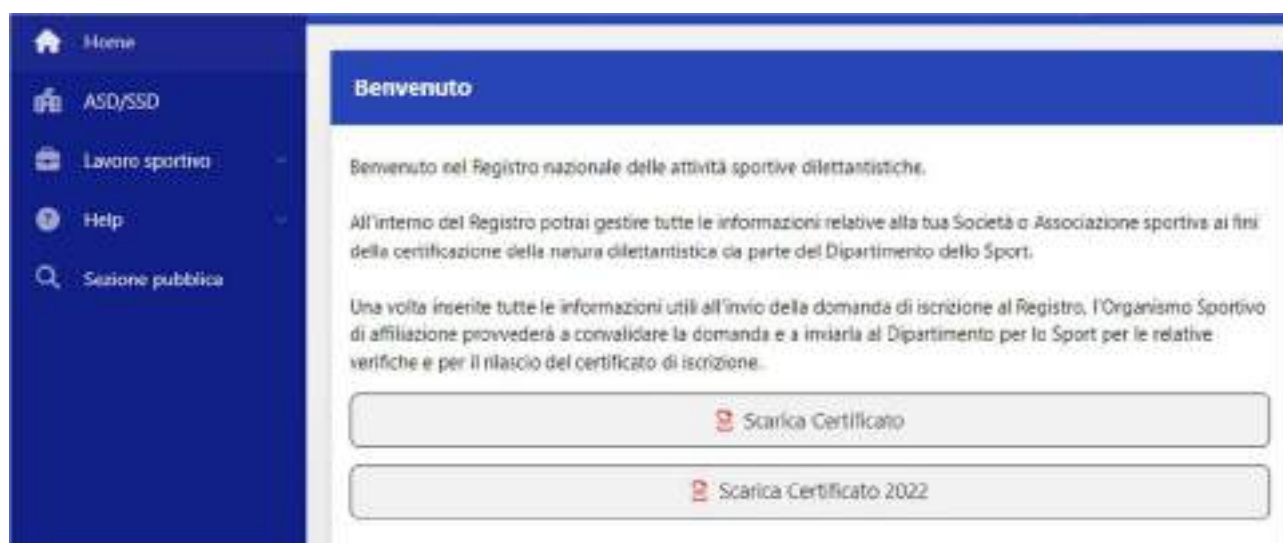 Home
ASD/SSD
Lavoro sportivo
Help
Sezione pubblica
Benvenuto
Benvenuto nel Registro nazionale delle attività sportive dilettantistiche.
All'interno del Registro potrai gestire tutte le informazioni relative alla tua Società o Associazione sportiva ai fini
della certificazione della natura dilettantistica da parte del Dipartimento dello Sport.
Una volta inserite tutte le informazioni utili all'invio della domanda di iscrizione al Registro, l'Organismo Sportivo
di affiliazione provvederà a convalidare la domanda e a inviarla al Dipartimento per lo Sport per le relative
verifiche e per il rilascio del certificato di iscrizione.
Scarica Certificato
Scarica Certificato 2022